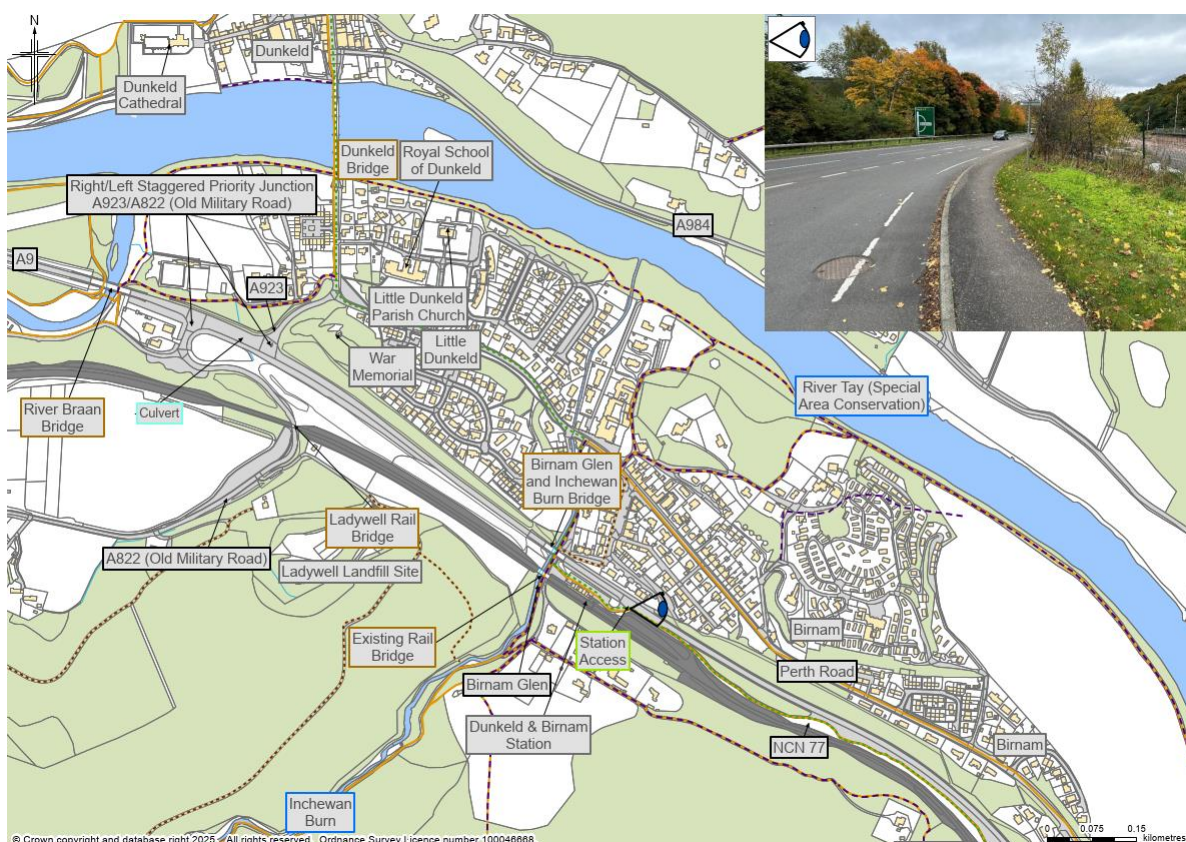 N
Dunkeld
Dunkeld
Cathedral
Dunkeld
Bridge
Royal School
of Dunkeld
Right/Left Staggered Priority Junction
A923/A822 (Old Military Road)
A984
A9
A923
Little Dunkeld
Parish Church
Little
Dunkeld
War
Memorial
River Braan
Bridge
Culvert
River Tay (Special
Area Conservation)
Birnam Glen
and Inchewan
Burn Bridge
Ladywell Rail
Bridge
A822 (Old Military Road)
Ladywell Landfill Site
Existing Rail
Bridge
Station
Access
Birnam
Perth Road
Birnam Glen
Dunkeld & Birnam
Station
NCN 77
Birnam
Inchewan
Burn
© Crown copyright and database right 2025 . All rights reserved . Ordnance Survey Licence number 100046668
0 0.075 0.15
kilometres